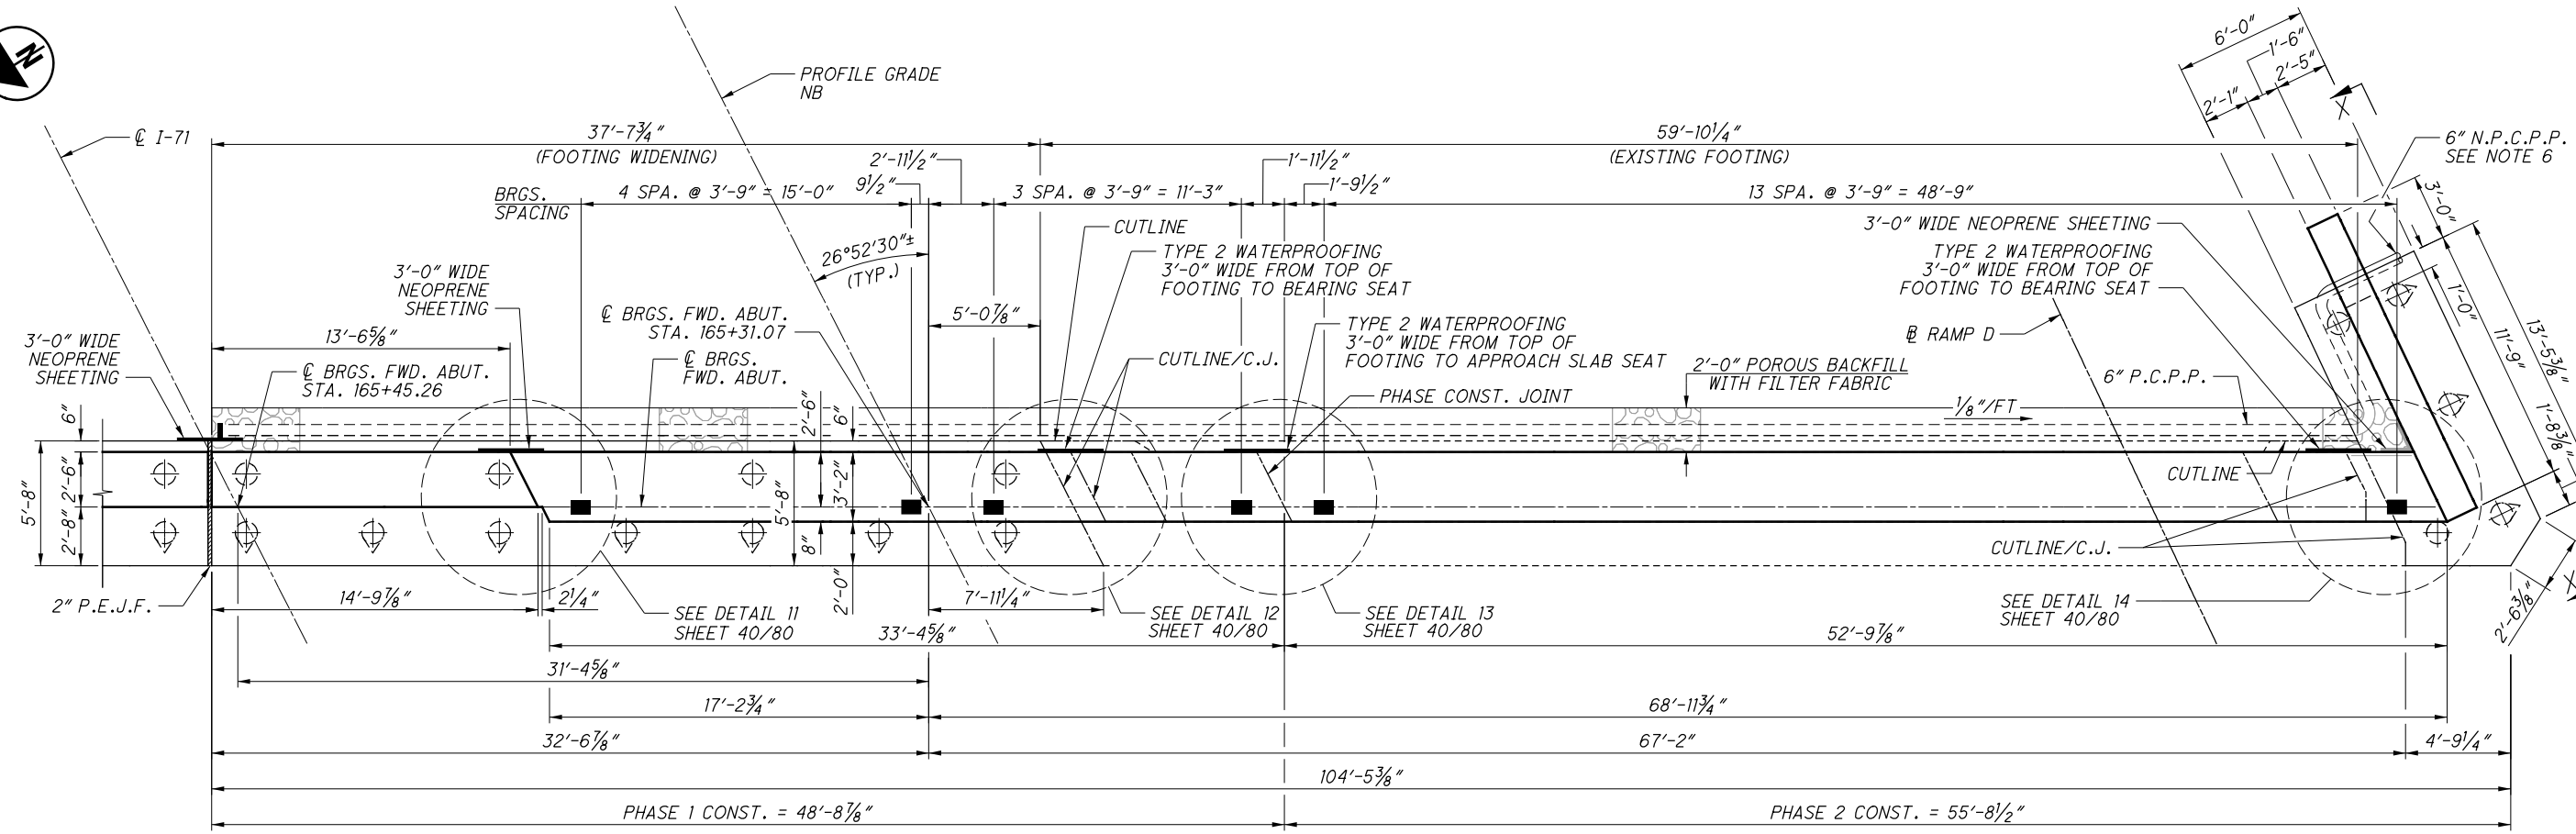 N
6'-0"
1'-6"
2'-5"
2'-1"
X
PROFILE GRADE
NB
℄ I-71
37'-7¾"
(FOOTING WIDENING)
59'-10¼"
(EXISTING FOOTING)
6" N.P.C.P.P.
SEE NOTE 6
2'-11½"
1'-11½"
9½"
1'-9½"
BRGS.
SPACING
4 SPA. @ 3'-9" = 15'-0"
3 SPA. @ 3'-9" = 11'-3"
13 SPA. @ 3'-9" = 48'-9"
3'-0"
26°52'30"±
(TYP.)
CUTLINE
3'-0" WIDE NEOPRENE SHEETING
TYPE 2 WATERPROOFING
3'-0" WIDE FROM TOP OF
FOOTING TO BEARING SEAT
TYPE 2 WATERPROOFING
3'-0" WIDE FROM TOP OF
FOOTING TO BEARING SEAT
3'-0" WIDE
NEOPRENE
SHEETING
1'-0"
11'-9"
13'-5⅜"
1'-8⅜"
℄ BRGS. FWD. ABUT.
STA. 165+31.07
5'-0⅞"
TYPE 2 WATERPROOFING
3'-0" WIDE FROM TOP OF
FOOTING TO APPROACH SLAB SEAT
℄ RAMP D
3'-0" WIDE
NEOPRENE
SHEETING
13'-6⅝"
℄ BRGS. FWD. ABUT.
STA. 165+45.26
℄ BRGS.
FWD. ABUT.
CUTLINE/C.J.
2'-0" POROUS BACKFILL
WITH FILTER FABRIC
6" P.C.P.P.
PHASE CONST. JOINT
⅛"/FT
6"
2'-6"
6"
5'-8"
2'-6"
2'-8"
5'-8"
3'-2"
8"
2'-0"
CUTLINE
CUTLINE/C.J.
2" P.E.J.F.
14'-9⅞"
2¼"
7'-11¼"
SEE DETAIL 11
SHEET 40/80
SEE DETAIL 12
SHEET 40/80
SEE DETAIL 13
SHEET 40/80
SEE DETAIL 14
SHEET 40/80
2'-6⅜"
X
33'-4⅝"
52'-9⅞"
31'-4⅝"
17'-2¾"
68'-11¾"
32'-6⅞"
67'-2"
4'-9¼"
104'-5⅜"
PHASE 1 CONST. = 48'-8⅞"
PHASE 2 CONST. = 55'-8½"